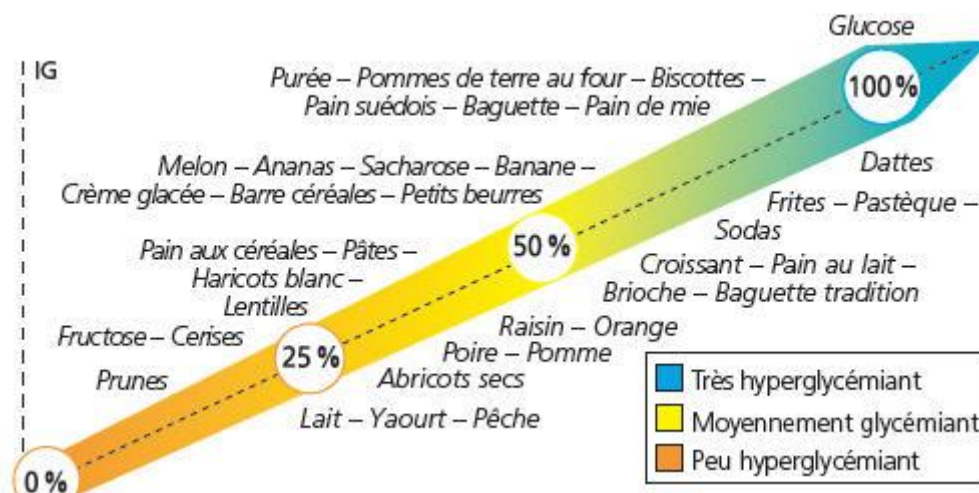 IG
Glucose
Purée – Pommes de terre au four – Biscottes –
Pain suédois – Baguette – Pain de mie
100 %
Melon – Ananas – Sacharose – Banane –
Crème glacée – Barre céréales – Petits beurres
Dattes
Frites – Pastèque –
Sodas
50 %
Pain aux céréales – Pâtes –
Haricots blanc –
Lentilles
Croissant – Pain au lait –
Brioche – Baguette tradition
Fructose – Cerises
Raisin – Orange
25 %
Poire – Pomme
Prunes
Abricots secs
Lait – Yaourt – Pêche
0 %
Très hyperglycémiant
Moyennement glycémiant
Peu hyperglycémiant